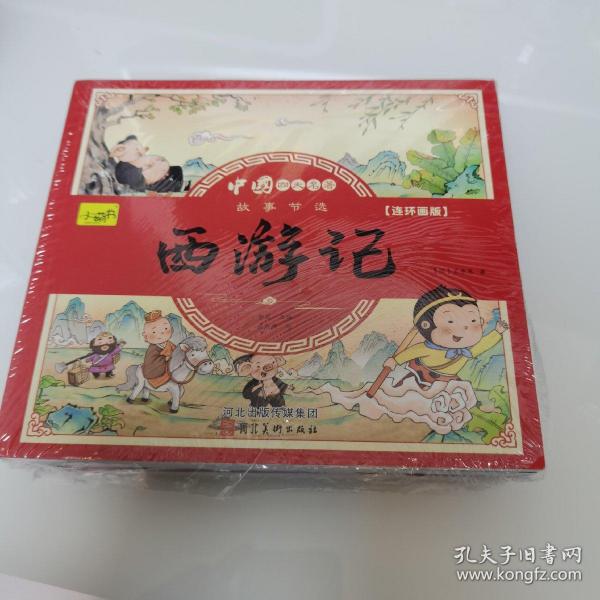 中国四大名著
故事节选
【连环画版】
西游记
河北出版传媒集团
河北美术出版社
孔夫子旧书网
www.kongfz.com